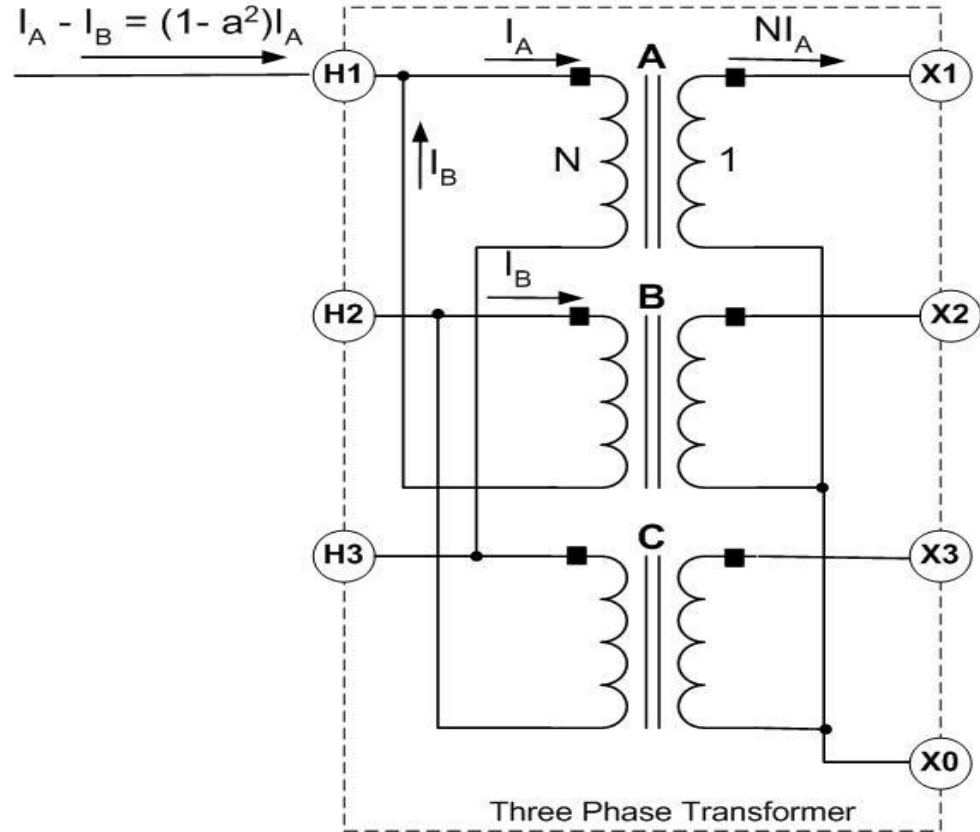 I_A - I_B = (1- a²)I_A
H1
I_A
A
NI_A
X1
I_B
N
1
H2
I_B
B
X2
H3
C
X3
X0
Three Phase Transformer